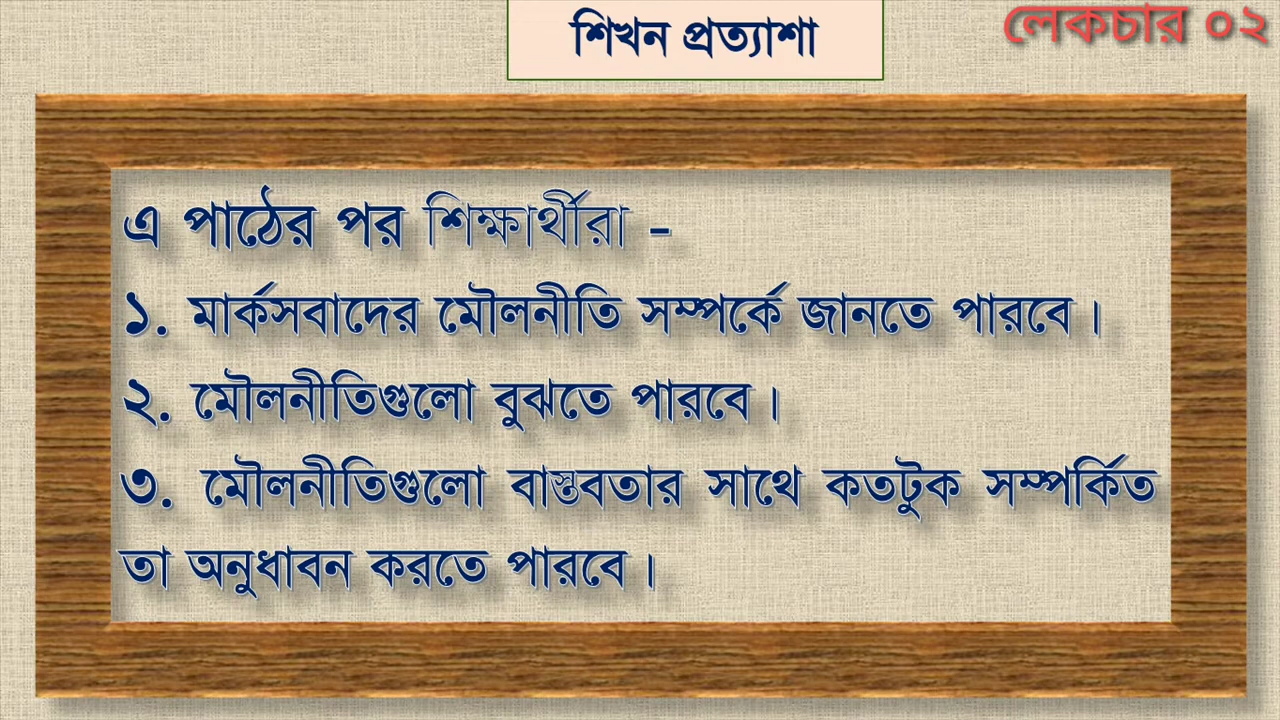 শিখন প্রত্যাশা
লেকচার ০২
এ পাঠের পর শিক্ষার্থীরা -
১. মার্কসবাদের মৌলনীতি সম্পর্কে জানতে পারবে।
২. মৌলনীতিগুলো বুঝতে পারবে।
৩. মৌলনীতিগুলো বাস্তবতার সাথে কতটুক সম্পর্কিত
তা অনুধাবন করতে পারবে।